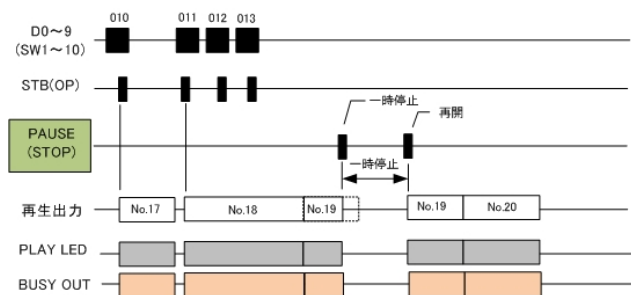 010 011 012 013
D0～9
(SW1～10)
STB(OP)
一時停止
再開
PAUSE
(STOP)
一時停止
再生出力
No.17 No.18 No.19 No.19 No.20
PLAY LED
BUSY OUT